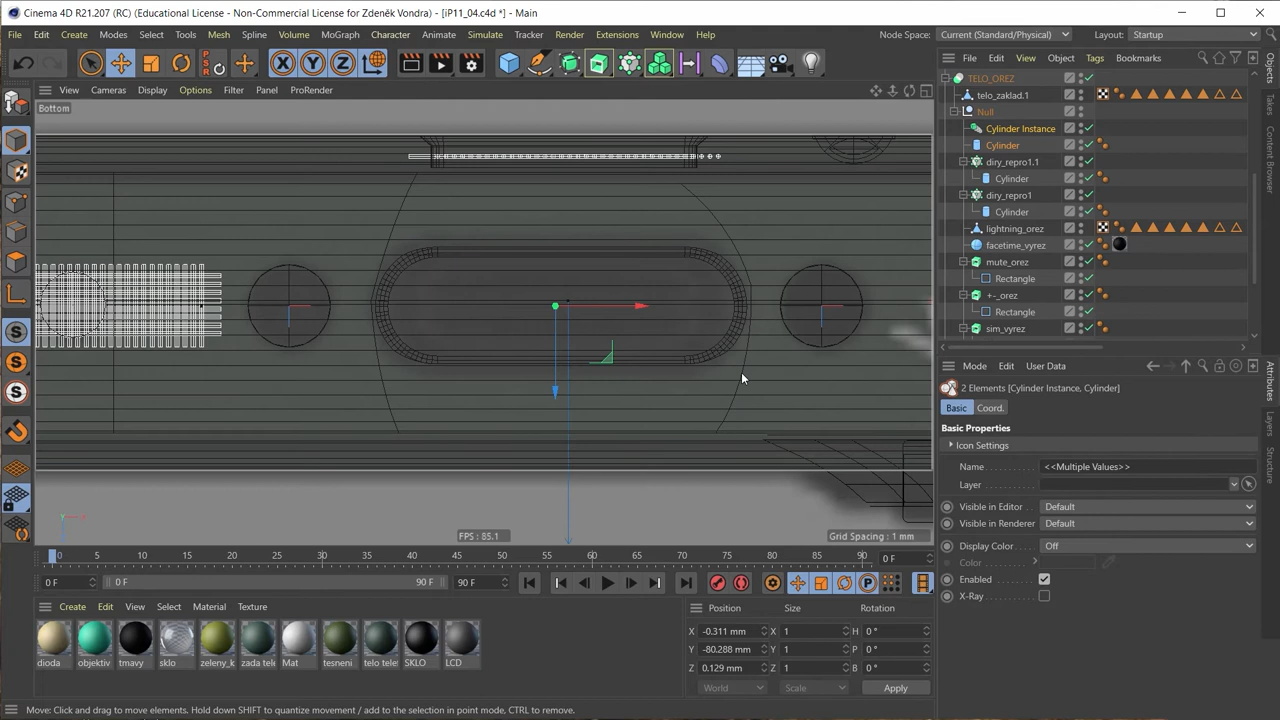 Cinema 4D R21.207 (RC) (Educational License - Non-Commercial License for Zdeněk Vondra) - [iP11_04.c4d *] - Main
File Edit Create Modes Select Tools Mesh Spline Volume MoGraph Character Animate Simulate Tracker Render Extensions Window Help Node Space: Current (Standard/Physical) Layout: Startup
X Y Z
PSR
View Cameras Display Options Filter Panel ProRender
Bottom
File Edit View Object Tags Bookmarks
TELO_OREZ
telo_zaklad.1
Null
Cylinder Instance
Cylinder
diry_repro1.1
Cylinder
diry_repro1
Cylinder
lightning_orez
facetime_vyrez
mute_orez
Rectangle
+-_orez
Rectangle
sim_vyrez
Objects
Takes
Content Browser
Mode Edit User Data
2 Elements [Cylinder Instance, Cylinder]
Basic Coord.
Basic Properties
Icon Settings
Name <<Multiple Values>>
Layer
Visible in Editor Default
Visible in Renderer Default
Display Color Off
Color
Enabled
X-Ray
Attributes
Layers
Structure
FPS : 85.1
Grid Spacing : 1 mm
0 5 10 15 20 25 30 35 40 45 50 55 60 65 70 75 80 85 90 0 F
0 F 0 F 90 F 90 F
Create Edit View Select Material Texture
dioda objektiv tmavy sklo zeleny_k zada tele Mat tesneni telo telef SKLO LCD
Position Size Rotation
X -0.311 mm X 1 H 0 °
Y -80.288 mm Y 1 P 0 °
Z 0.129 mm Z 1 B 0 °
World Scale Apply
Move: Click and drag to move elements. Hold down SHIFT to quantize movement / add to the selection in point mode, CTRL to remove.